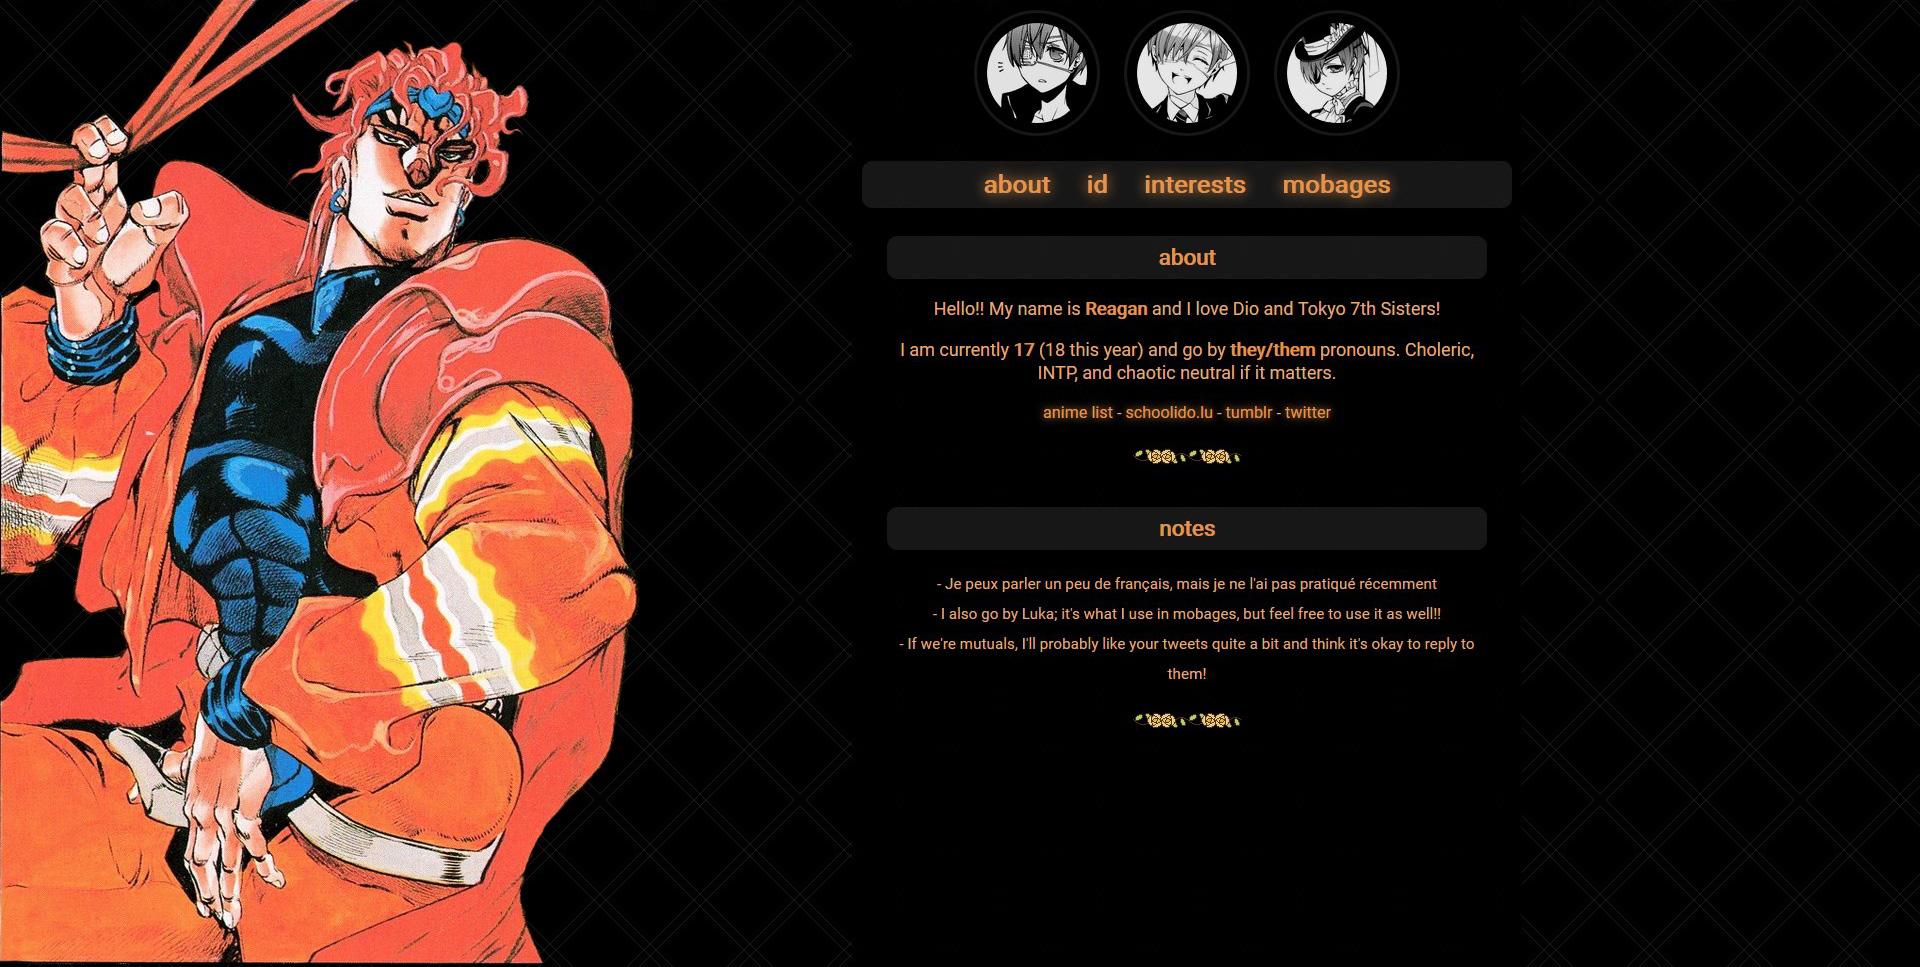 about id interests mobages
about
Hello!! My name is Reagan and I love Dio and Tokyo 7th Sisters!
I am currently 17 (18 this year) and go by they/them pronouns. Choleric,
INTP, and chaotic neutral if it matters.
anime list - schoolido.lu - tumblr - twitter
notes
- Je peux parler un peu de français, mais je ne l'ai pas pratiqué récemment
- I also go by Luka; it's what I use in mobages, but feel free to use it as well!!
- If we're mutuals, I'll probably like your tweets quite a bit and think it's okay to reply to
them!